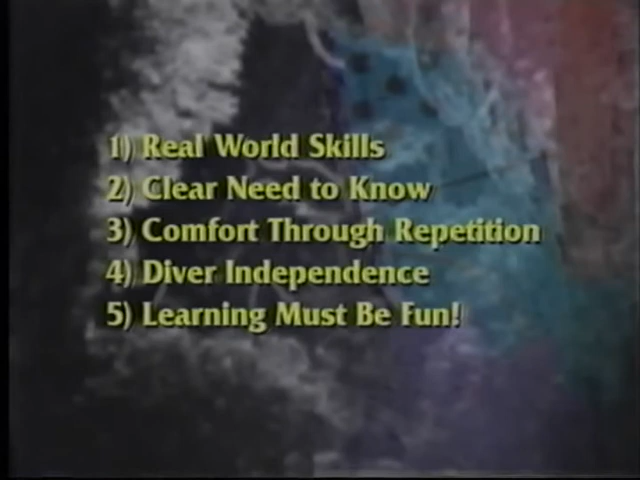 1) Real World Skills
2) Clear Need to Know
3) Comfort Through Repetition
4) Diver Independence
5) Learning Must Be Fun!